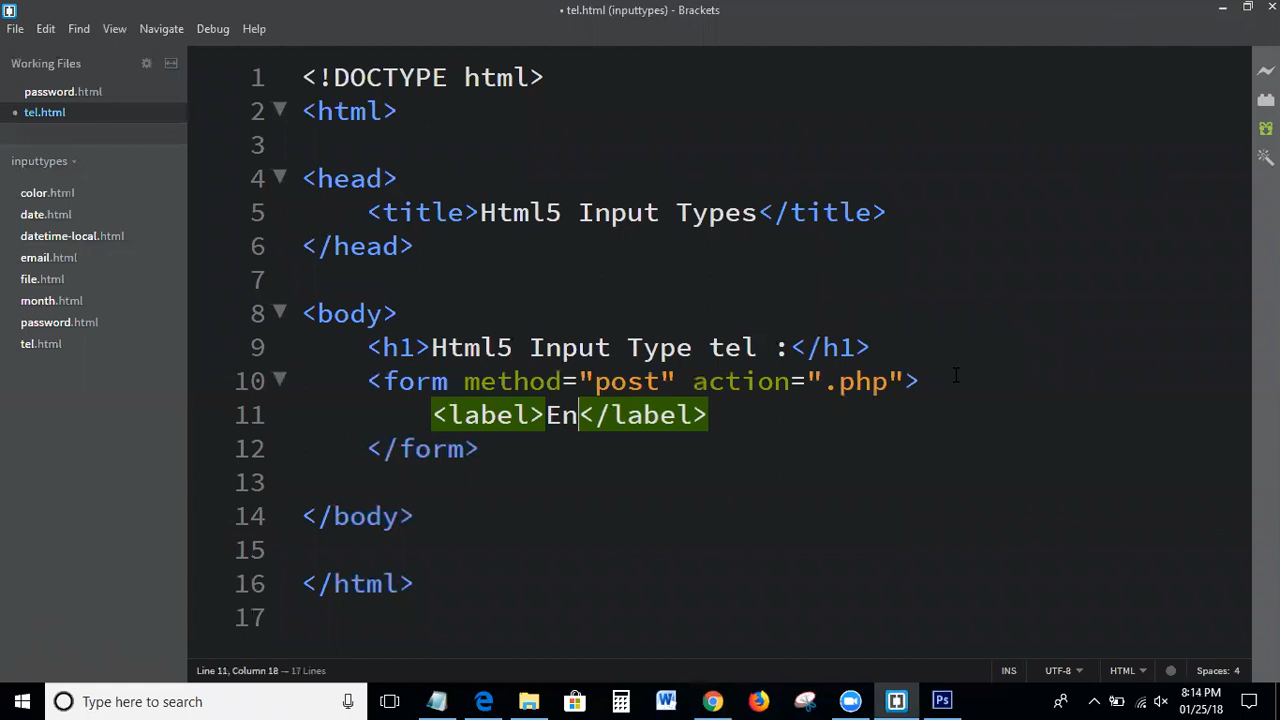 • tel.html (inputtypes) - Brackets
File Edit Find View Navigate Debug Help
Working Files
password.html
• tel.html
inputtypes
color.html
date.html
datetime-local.html
email.html
file.html
month.html
password.html
tel.html
1 <!DOCTYPE html>
2 <html>
3
4 <head>
5 <title>Html5 Input Types</title>
6 </head>
7
8 <body>
9 <h1>Html5 Input Type tel :</h1>
10 <form method="post" action=".php">
11 <label>En</label>
12 </form>
13
14 </body>
15
16 </html>
17
Line 11, Column 18 — 17 Lines
INS UTF-8 HTML Spaces: 4
Type here to search
8:14 PM
01/25/18